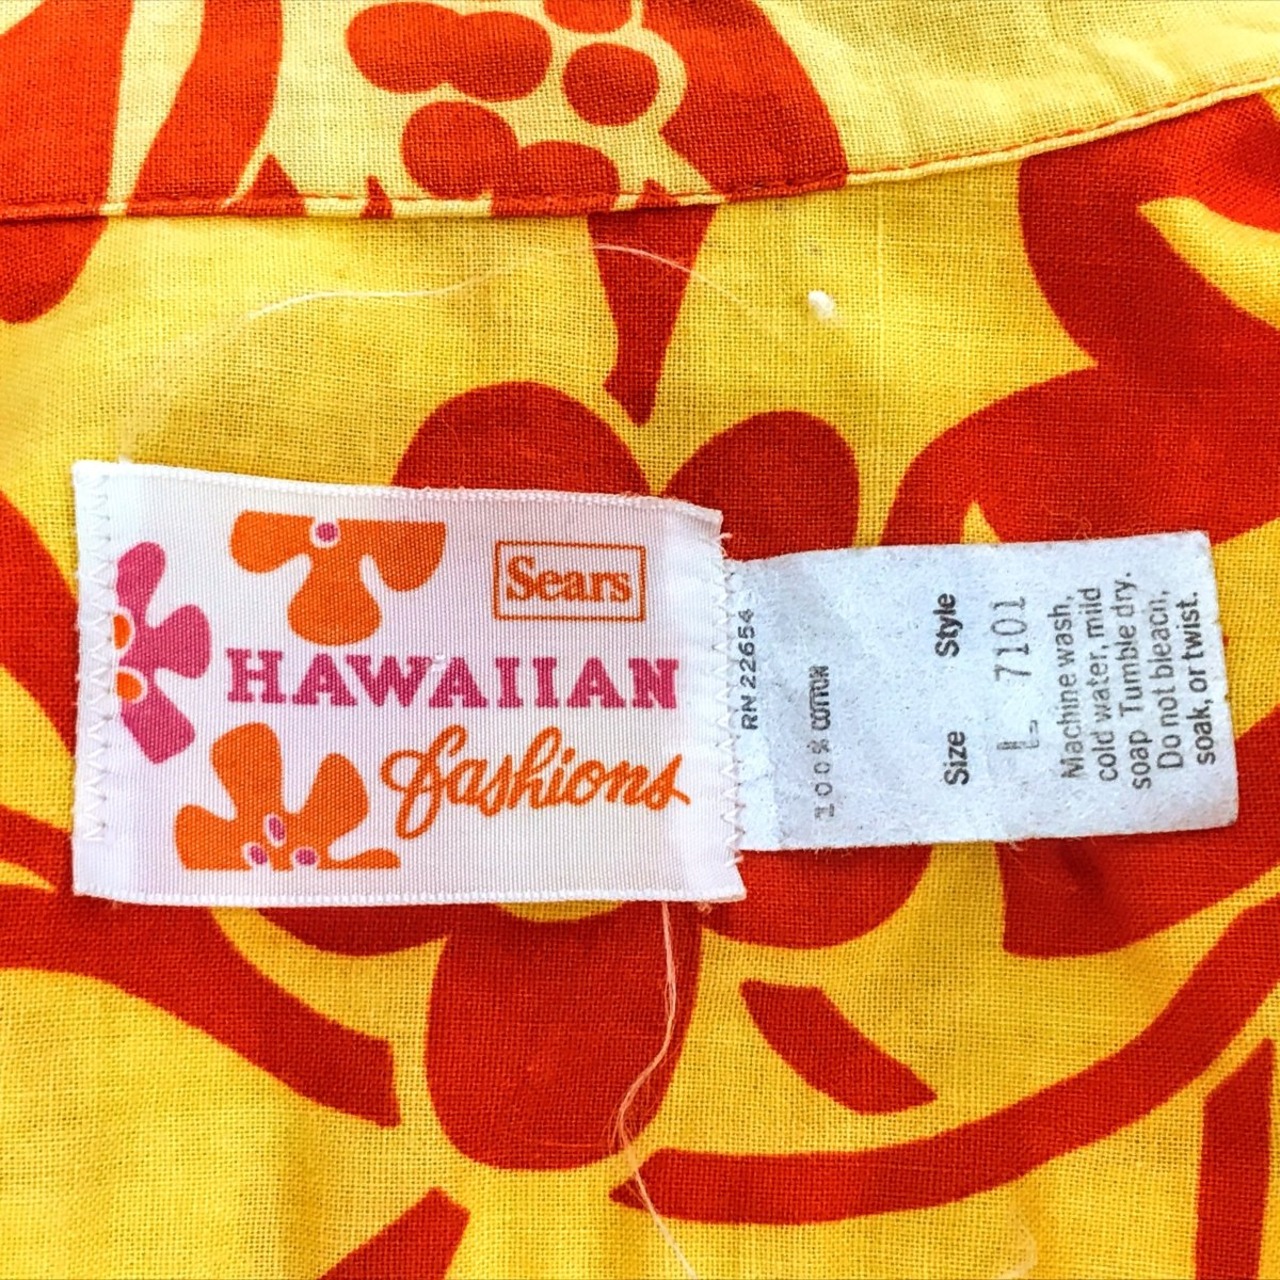 Sears
HAWAIIAN
fashions
RN 22654
100% COTTON
Size Style
L 7101
Machine wash,
cold water, mild
soap. Tumble dry.
Do not bleach,
soak, or twist.